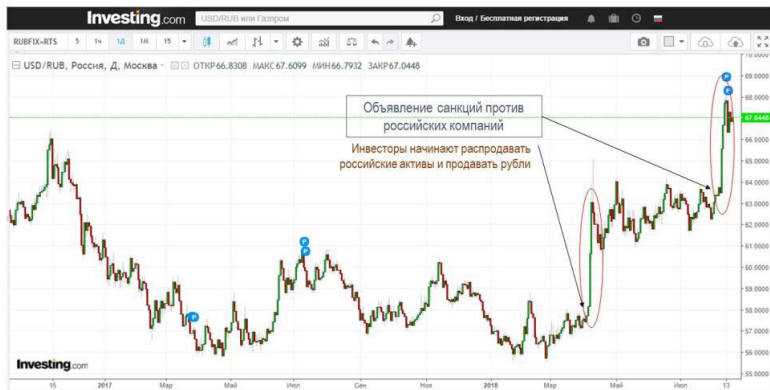 Investing.com
USD/RUB или Газпром
Вход / Бесплатная регистрация
RUBFIX=RTS 5 1ч 1Д 1Н 1М 15
USD/RUB, Россия, Д, Москва ОТКР 66.8308 МАКС 67.6099 МИН 66.7932 ЗАКР 67.0448
Объявление санкций против
российских компаний
Инвесторы начинают распродавать
российские активы и продавать рубли
P
P
P
P
P
70.0000
69.0000
68.0000
67.0448
66.0000
65.0000
64.0000
63.0000
62.0000
61.0000
60.0000
59.0000
58.0000
57.0000
56.0000
55.0000
Investing.com
15 2017 Мар Май Июл Сен Ноя 2018 Мар Май Июл 13